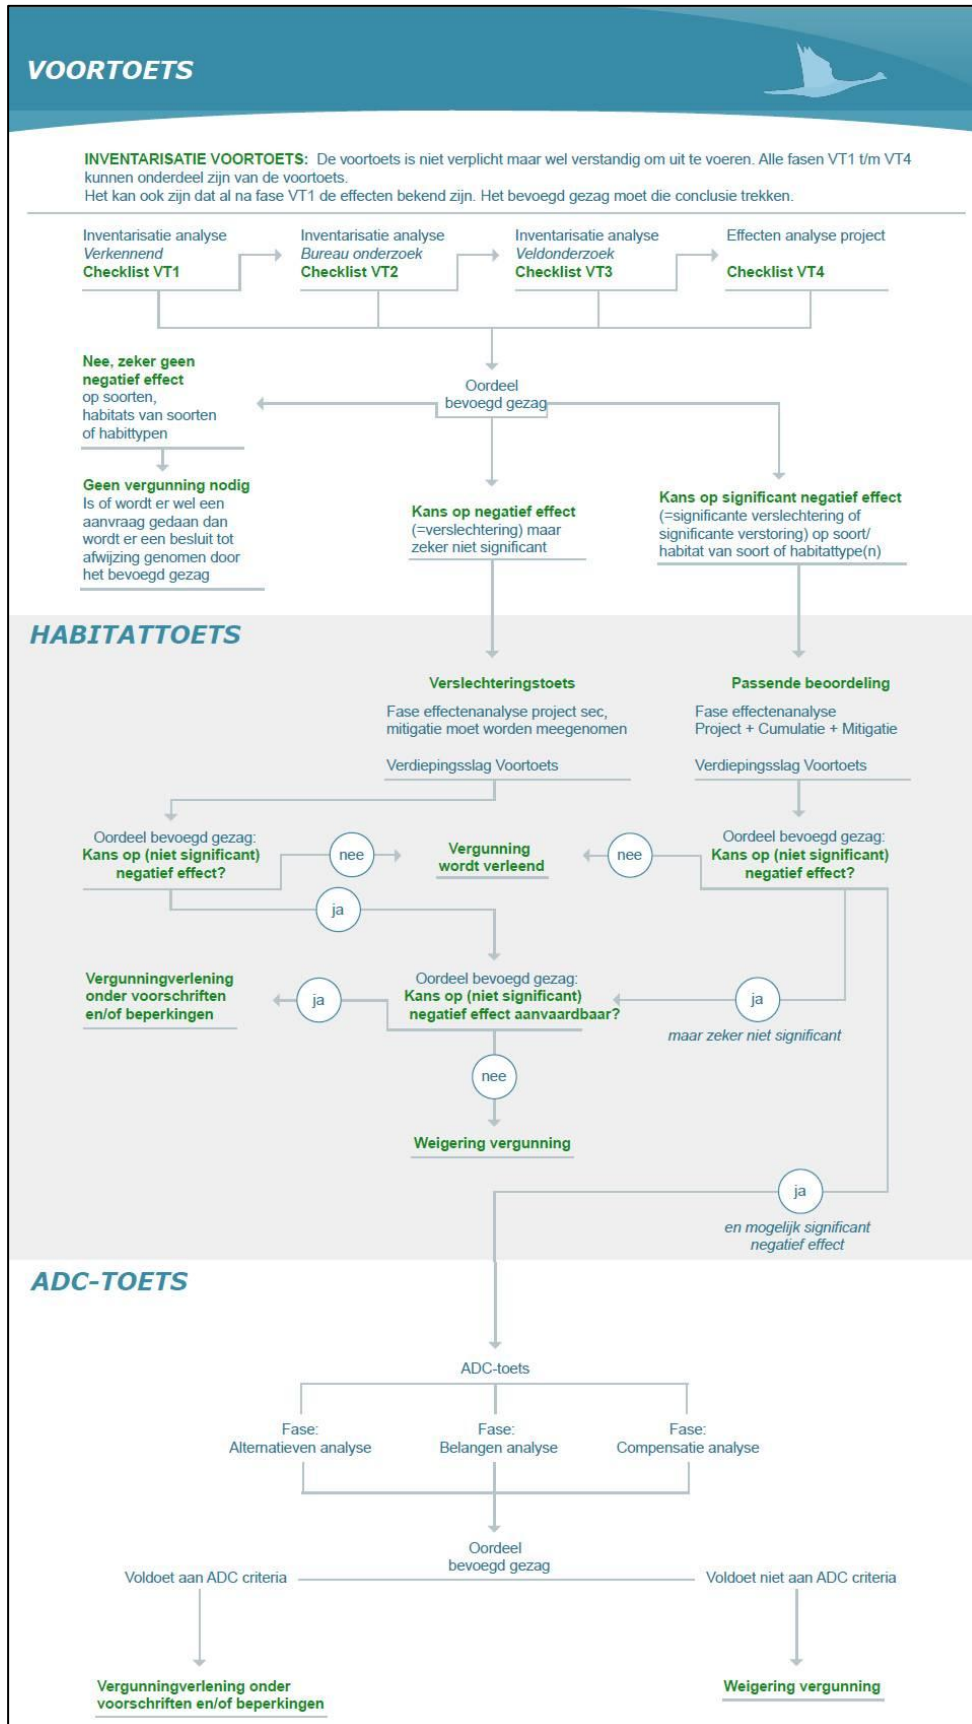 VOORTOETS
INVENTARISATIE VOORTOETS: De voortoets is niet verplicht maar wel verstandig om uit te voeren. Alle fasen VT1 t/m VT4
kunnen onderdeel zijn van de voortoets.
Het kan ook zijn dat al na fase VT1 de effecten bekend zijn. Het bevoegd gezag moet die conclusie trekken.
Inventarisatie analyse
Verkennend
Checklist VT1
Inventarisatie analyse
Bureau onderzoek
Checklist VT2
Inventarisatie analyse
Veldonderzoek
Checklist VT3
Effecten analyse project
Checklist VT4
Oordeel
bevoegd gezag
Nee, zeker geen
negatief effect
op soorten,
habitats van soorten
of habittypen
Geen vergunning nodig
Is of wordt er wel een
aanvraag gedaan dan
wordt er een besluit tot
afwijzing genomen door
het bevoegd gezag
Kans op negatief effect
(=verslechtering) maar
zeker niet significant
Kans op significant negatief effect
(=significante verslechtering of
significante verstoring) op soort/
habitat van soort of habitattype(n)
HABITATTOETS
Verslechteringstoets
Fase effectenanalyse project sec,
mitigatie moet worden meegenomen
Verdiepingsslag Voortoets
Passende beoordeling
Fase effectenanalyse
Project + Cumulatie + Mitigatie
Verdiepingsslag Voortoets
Oordeel bevoegd gezag:
Kans op (niet significant)
negatief effect?
nee
Vergunning
wordt verleend
nee
Oordeel bevoegd gezag:
Kans op (niet significant)
negatief effect?
ja
Vergunningverlening
onder voorschriften
en/of beperkingen
ja
Oordeel bevoegd gezag:
Kans op (niet significant)
negatief effect aanvaardbaar?
ja
maar zeker niet significant
nee
Weigering vergunning
ja
en mogelijk significant
negatief effect
ADC-TOETS
ADC-toets
Fase:
Alternatieven analyse
Fase:
Belangen analyse
Fase:
Compensatie analyse
Oordeel
bevoegd gezag
Voldoet aan ADC criteria
Voldoet niet aan ADC criteria
Vergunningverlening onder
voorschriften en/of beperkingen
Weigering vergunning